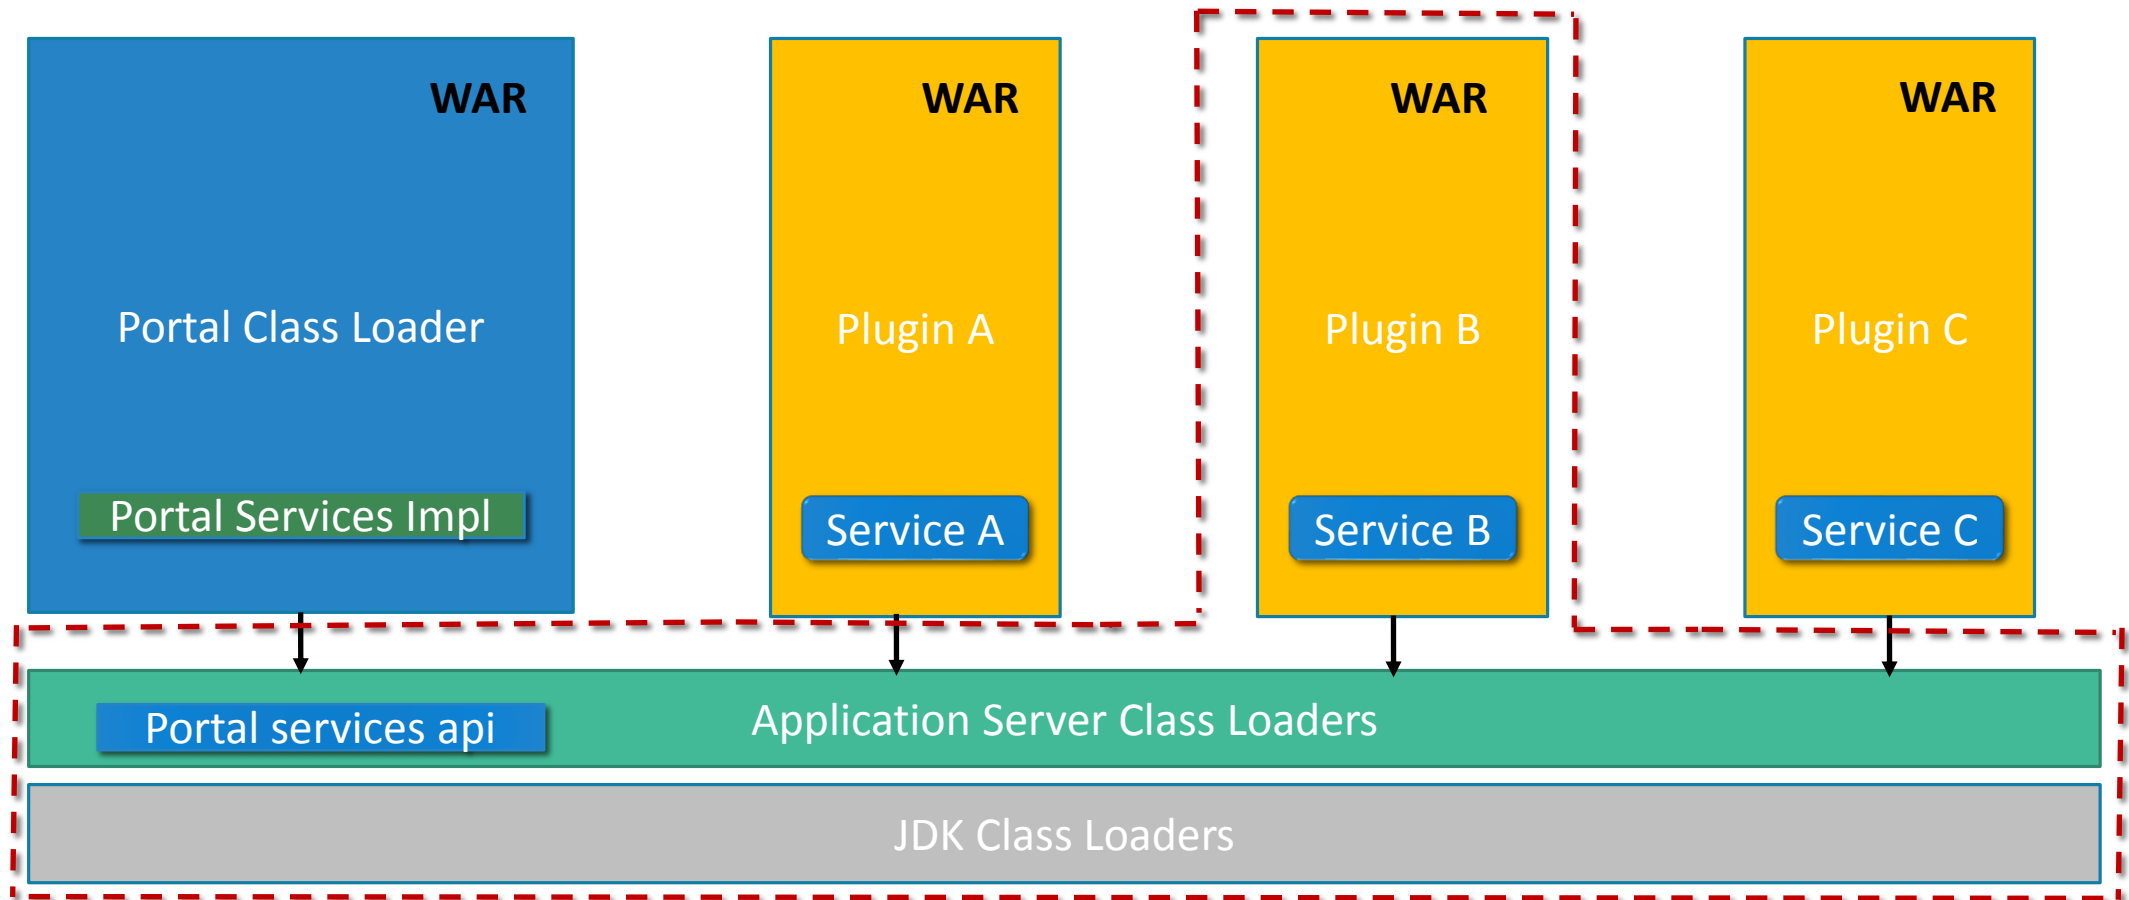 WAR
WAR
WAR
WAR
Portal Class Loader
Plugin A
Plugin B
Plugin C
Portal Services Impl
Service A
Service B
Service C
Portal services api
Application Server Class Loaders
JDK Class Loaders